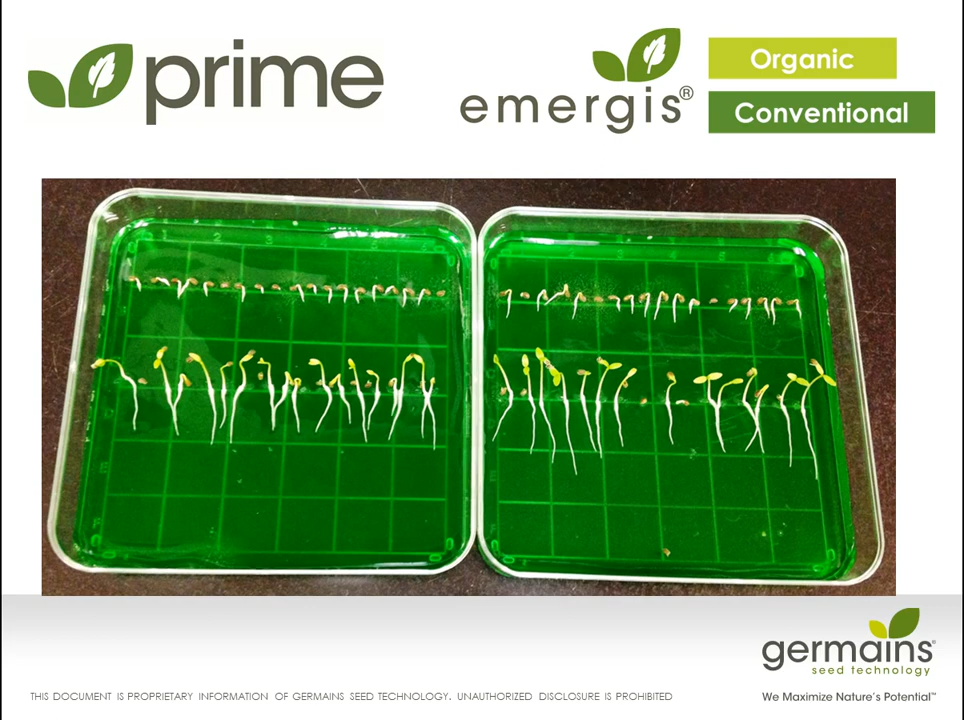 prime
emergis®
Organic
Conventional
germains®
seed technology
We Maximize Nature's Potential™
THIS DOCUMENT IS PROPRIETARY INFORMATION OF GERMAINS SEED TECHNOLOGY. UNAUTHORIZED DISCLOSURE IS PROHIBITED